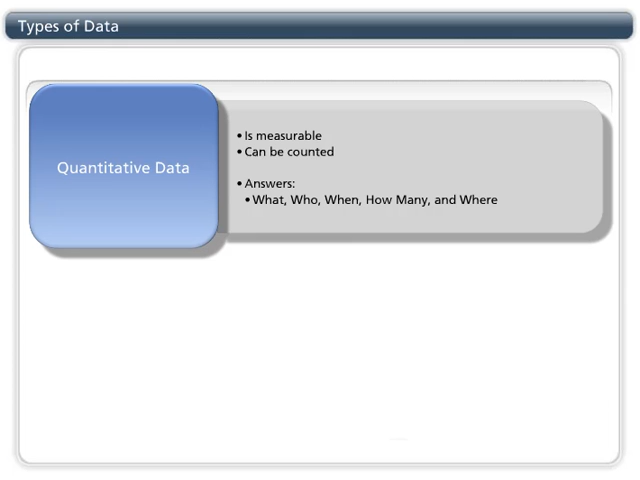 Types of Data
Quantitative Data
•Is measurable
•Can be counted
•Answers:
•What, Who, When, How Many, and Where